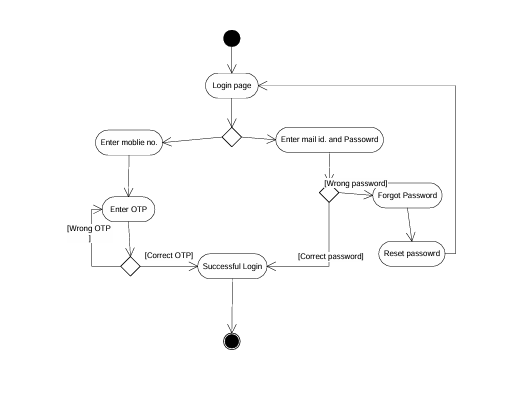 Login page
Enter moblie no.
Enter mail id. and Passowrd
[Wrong password]
Forgot Password
Enter OTP
[Wrong OTP
]
[Correct OTP]
Successful Login
[Correct password]
Reset passowrd